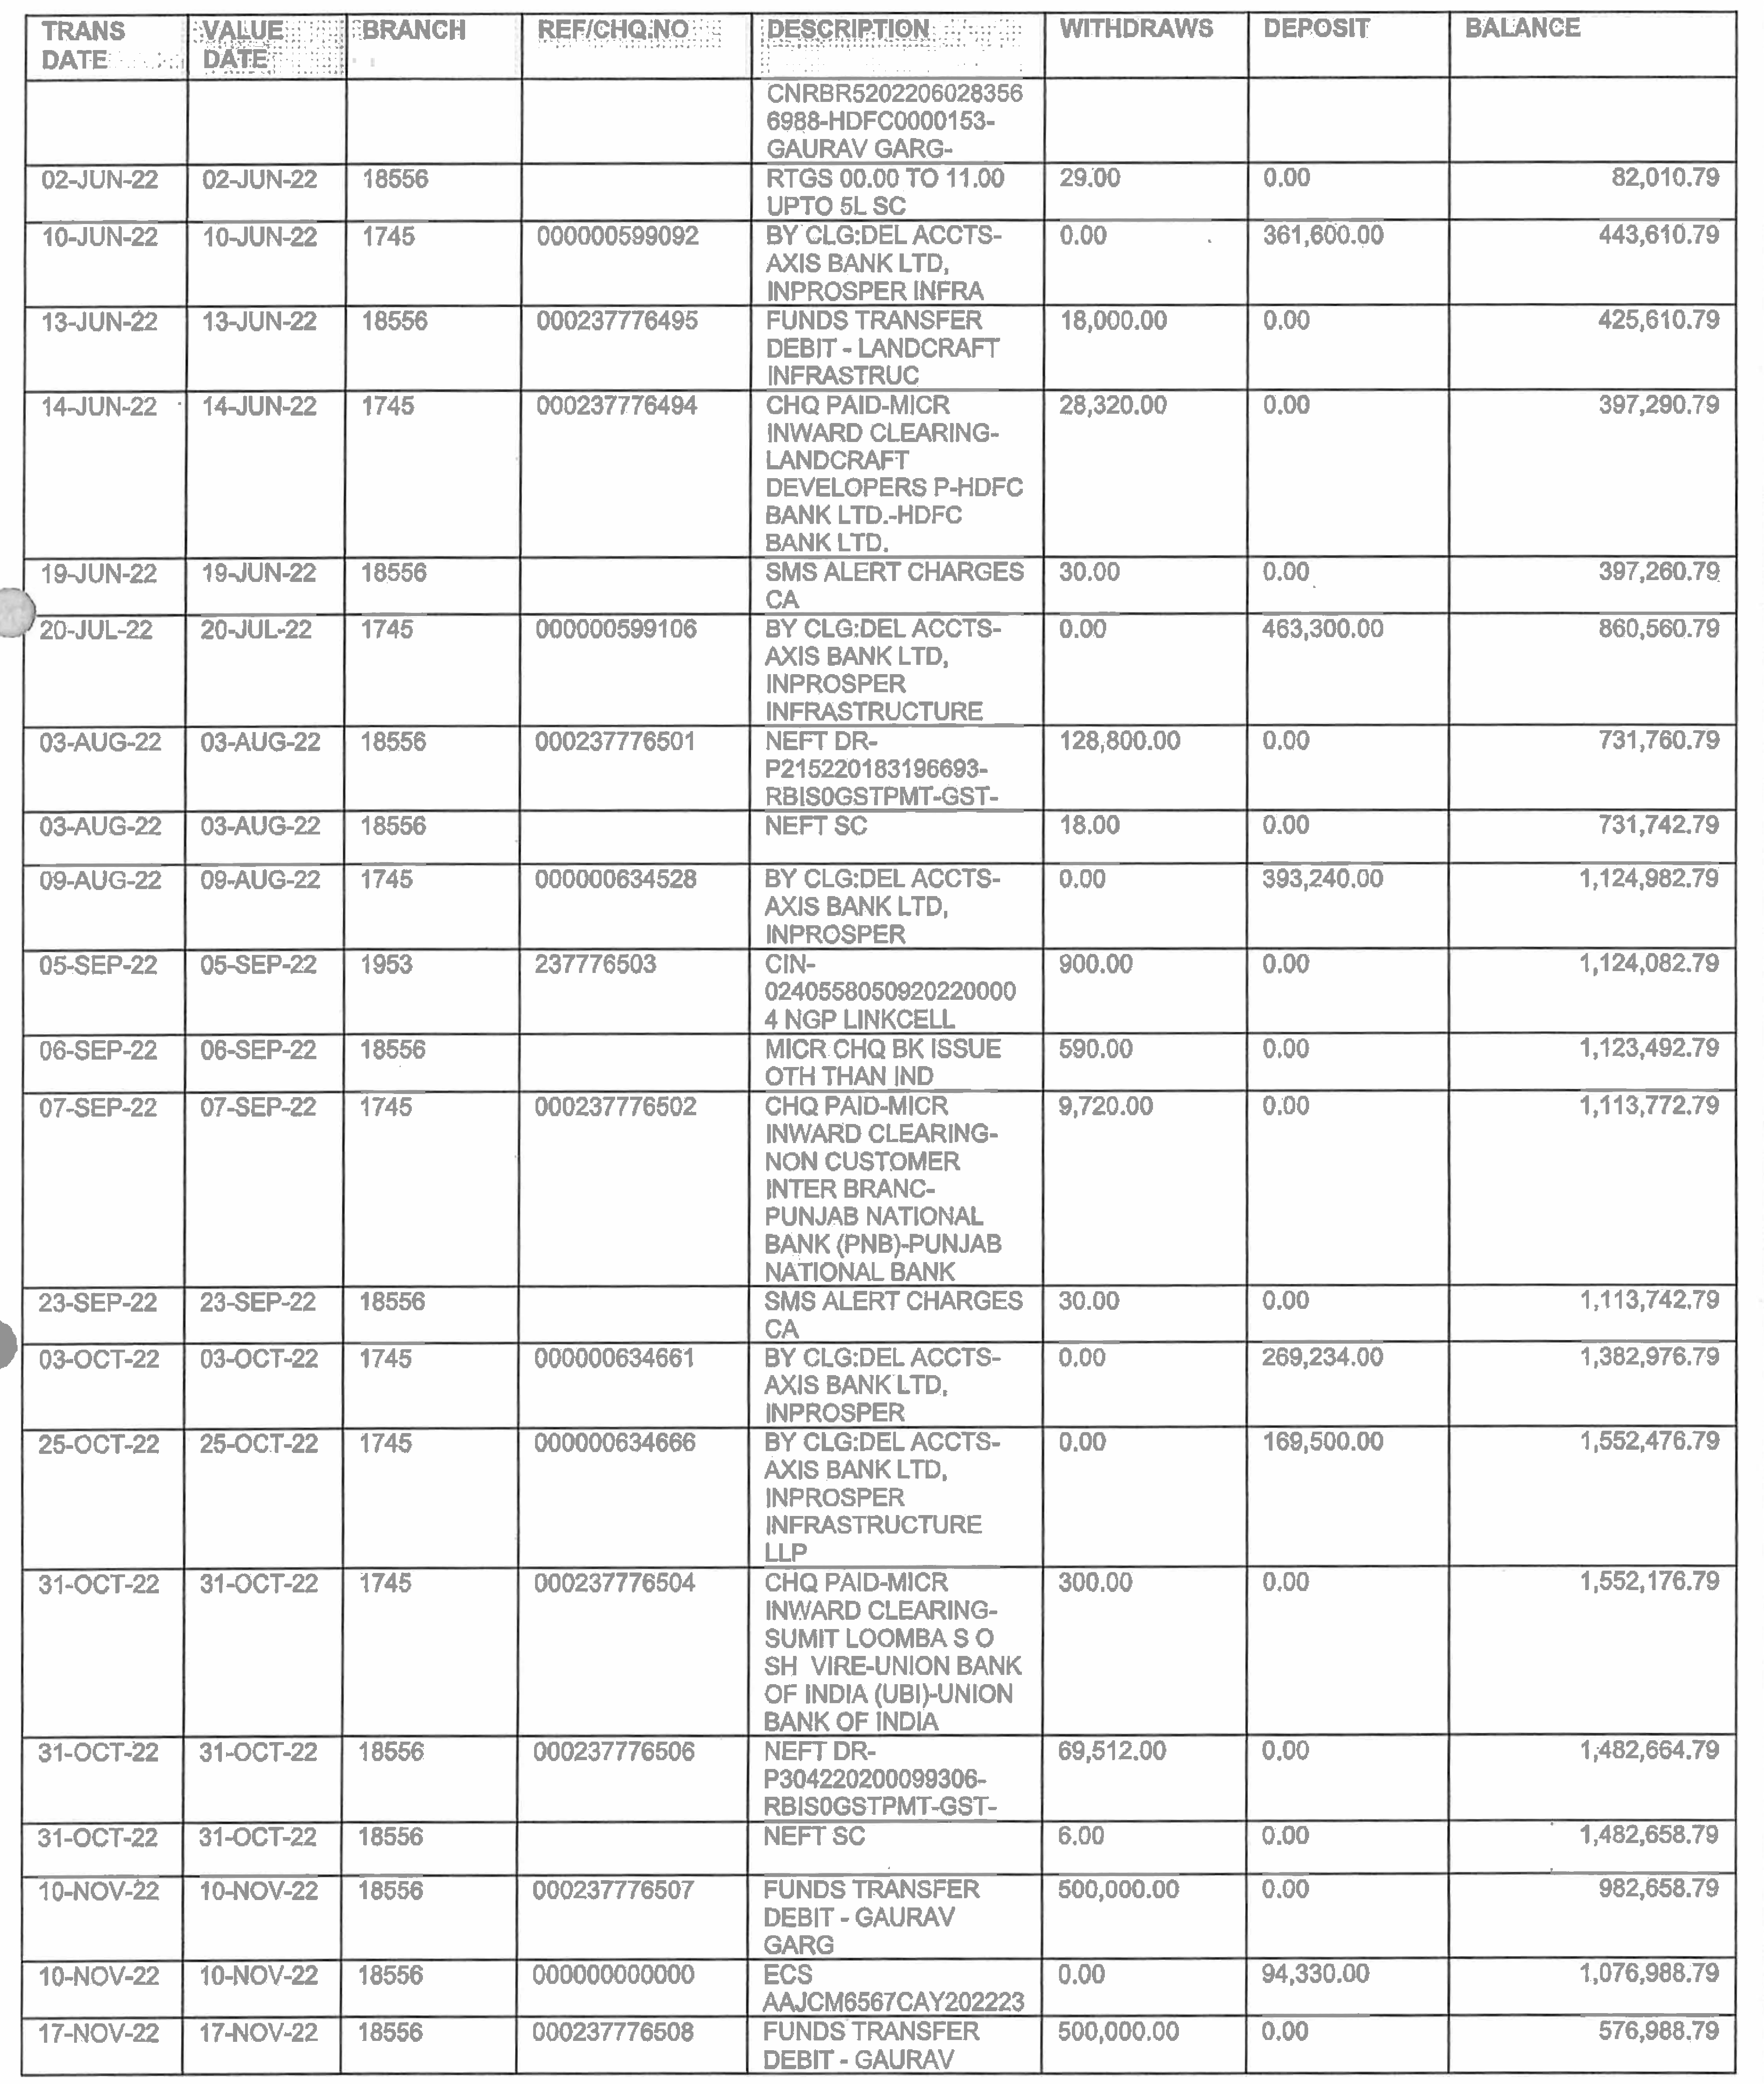 TRANS DATE VALUE DATE BRANCH REF/CHQ.NO DESCRIPTION WITHDRAWS DEPOSIT BALANCE
CNRBR5202206028356
6988-HDFC0000153-
GAURAV GARG-
02-JUN-22 02-JUN-22 18556 RTGS 00.00 TO 11.00 29.00 0.00 82,010.79
UPTO 5L SC
10-JUN-22 10-JUN-22 1745 000000599092 BY CLG:DEL ACCTS- 0.00 361,600.00 443,610.79
AXIS BANK LTD,
INPROSPER INFRA
13-JUN-22 13-JUN-22 18556 000237776495 FUNDS TRANSFER 18,000.00 0.00 425,610.79
DEBIT - LANDCRAFT
INFRASTRUC
14-JUN-22 14-JUN-22 1745 000237776494 CHQ PAID-MICR 28,320.00 0.00 397,290.79
INWARD CLEARING-
LANDCRAFT
DEVELOPERS P-HDFC
BANK LTD.-HDFC
BANK LTD.
19-JUN-22 19-JUN-22 18556 SMS ALERT CHARGES 30.00 0.00 397,260.79
CA
20-JUL-22 20-JUL-22 1745 000000599106 BY CLG:DEL ACCTS- 0.00 463,300.00 860,560.79
AXIS BANK LTD,
INPROSPER
INFRASTRUCTURE
03-AUG-22 03-AUG-22 18556 000237776501 NEFT DR- 128,800.00 0.00 731,760.79
P215220183196693-
RBIS0GSTPMT-GST-
03-AUG-22 03-AUG-22 18556 NEFT SC 18.00 0.00 731,742.79
09-AUG-22 09-AUG-22 1745 000000634528 BY CLG:DEL ACCTS- 0.00 393,240.00 1,124,982.79
AXIS BANK LTD,
INPROSPER
05-SEP-22 05-SEP-22 1953 237776503 CIN- 900.00 0.00 1,124,082.79
0240558050920220000
4 NGP LINKCELL
06-SEP-22 06-SEP-22 18556 MICR CHQ BK ISSUE 590.00 0.00 1,123,492.79
OTH THAN IND
07-SEP-22 07-SEP-22 1745 000237776502 CHQ PAID-MICR 9,720.00 0.00 1,113,772.79
INWARD CLEARING-
NON CUSTOMER
INTER BRANC-
PUNJAB NATIONAL
BANK (PNB)-PUNJAB
NATIONAL BANK
23-SEP-22 23-SEP-22 18556 SMS ALERT CHARGES 30.00 0.00 1,113,742.79
CA
03-OCT-22 03-OCT-22 1745 000000634661 BY CLG:DEL ACCTS- 0.00 269,234.00 1,382,976.79
AXIS BANK LTD,
INPROSPER
25-OCT-22 25-OCT-22 1745 000000634666 BY CLG:DEL ACCTS- 0.00 169,500.00 1,552,476.79
AXIS BANK LTD,
INPROSPER
INFRASTRUCTURE
LLP
31-OCT-22 31-OCT-22 1745 000237776504 CHQ PAID-MICR 300.00 0.00 1,552,176.79
INWARD CLEARING-
SUMIT LOOMBA S O
SH VIRE-UNION BANK
OF INDIA (UBI)-UNION
BANK OF INDIA
31-OCT-22 31-OCT-22 18556 000237776506 NEFT DR- 69,512.00 0.00 1,482,664.79
P304220200099306-
RBIS0GSTPMT-GST-
31-OCT-22 31-OCT-22 18556 NEFT SC 6.00 0.00 1,482,658.79
10-NOV-22 10-NOV-22 18556 000237776507 FUNDS TRANSFER 500,000.00 0.00 982,658.79
DEBIT - GAURAV
GARG
10-NOV-22 10-NOV-22 18556 000000000000 ECS 0.00 94,330.00 1,076,988.79
AAJCM6567CAY202223
17-NOV-22 17-NOV-22 18556 000237776508 FUNDS TRANSFER 500,000.00 0.00 576,988.79
DEBIT - GAURAV